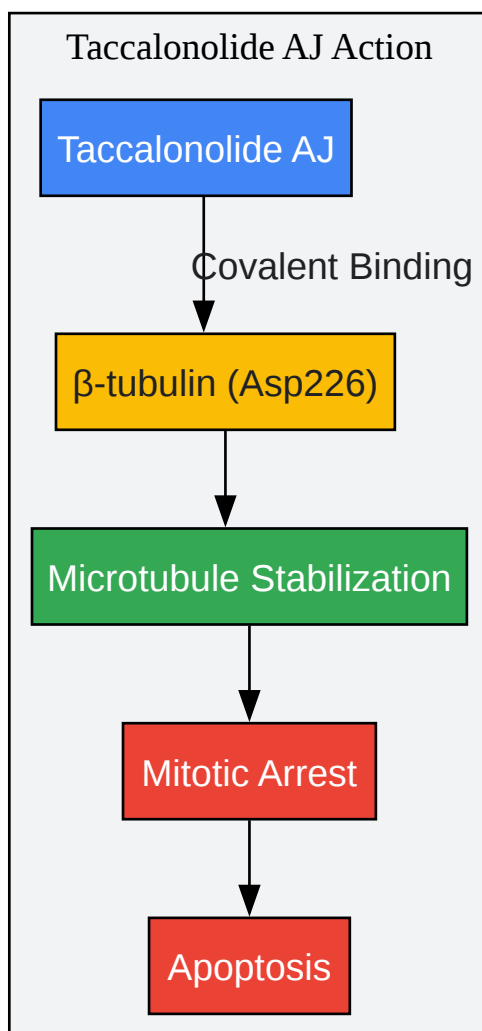 Taccalonolide AJ Action
Taccalonolide AJ
Covalent Binding
β-tubulin (Asp226)
Microtubule Stabilization
Mitotic Arrest
Apoptosis